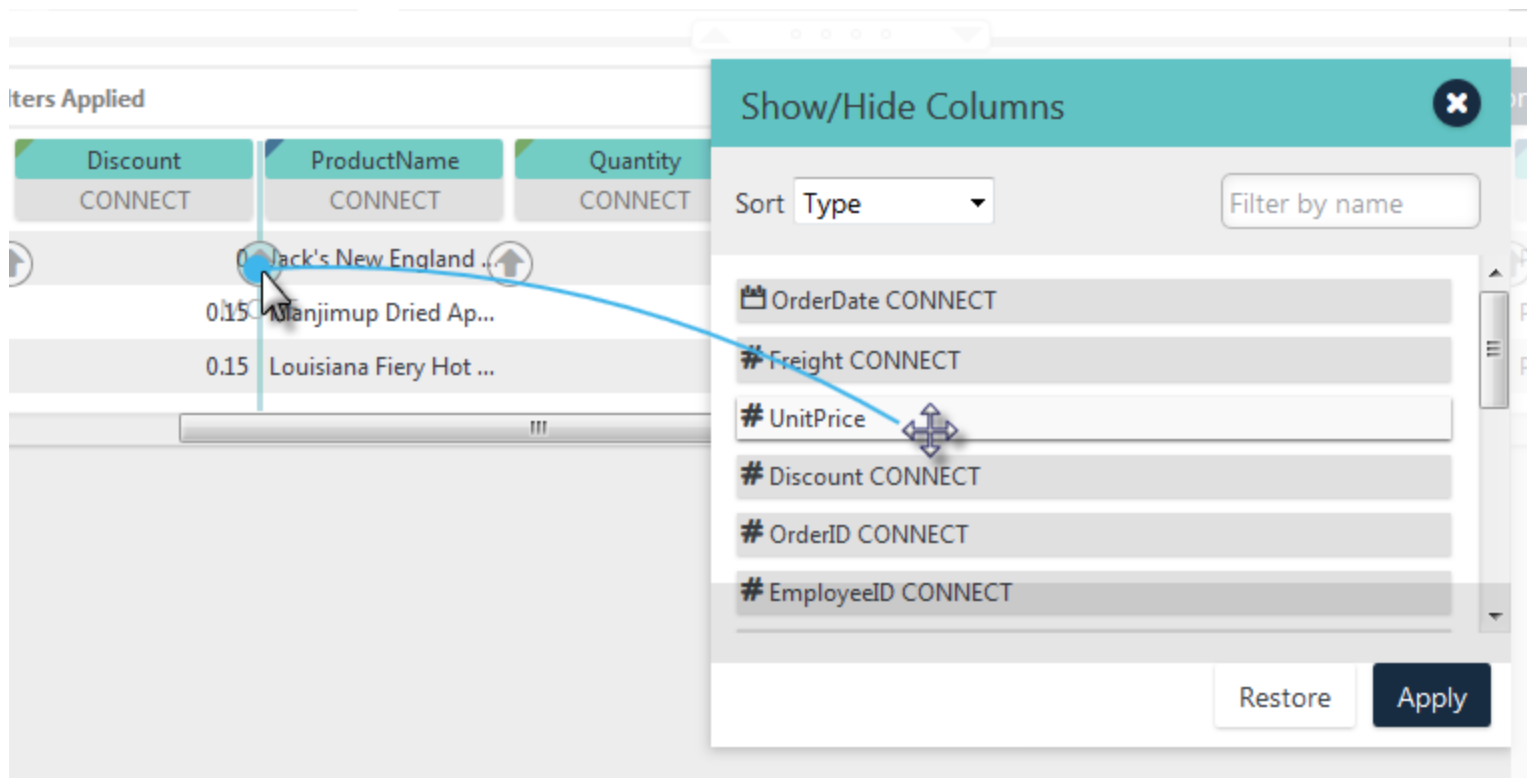 lters Applied
Show/Hide Columns
Discount ProductName Quantity
CONNECT CONNECT CONNECT
Sort Type Filter by name
0 Jack's New England ...
0.15 Manjimup Dried Ap...
0.15 Louisiana Fiery Hot ...
OrderDate CONNECT
# Freight CONNECT
# UnitPrice
# Discount CONNECT
# OrderID CONNECT
# EmployeeID CONNECT
Restore Apply